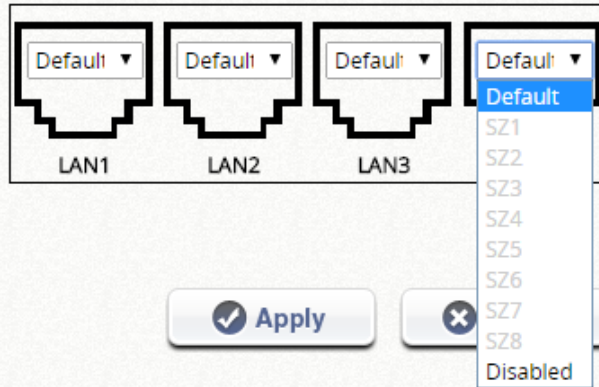 Default Default Default Default
Default
SZ1
LAN1 LAN2 LAN3
SZ2
SZ3
SZ4
SZ5
SZ6
Apply
SZ7
SZ8
Disabled